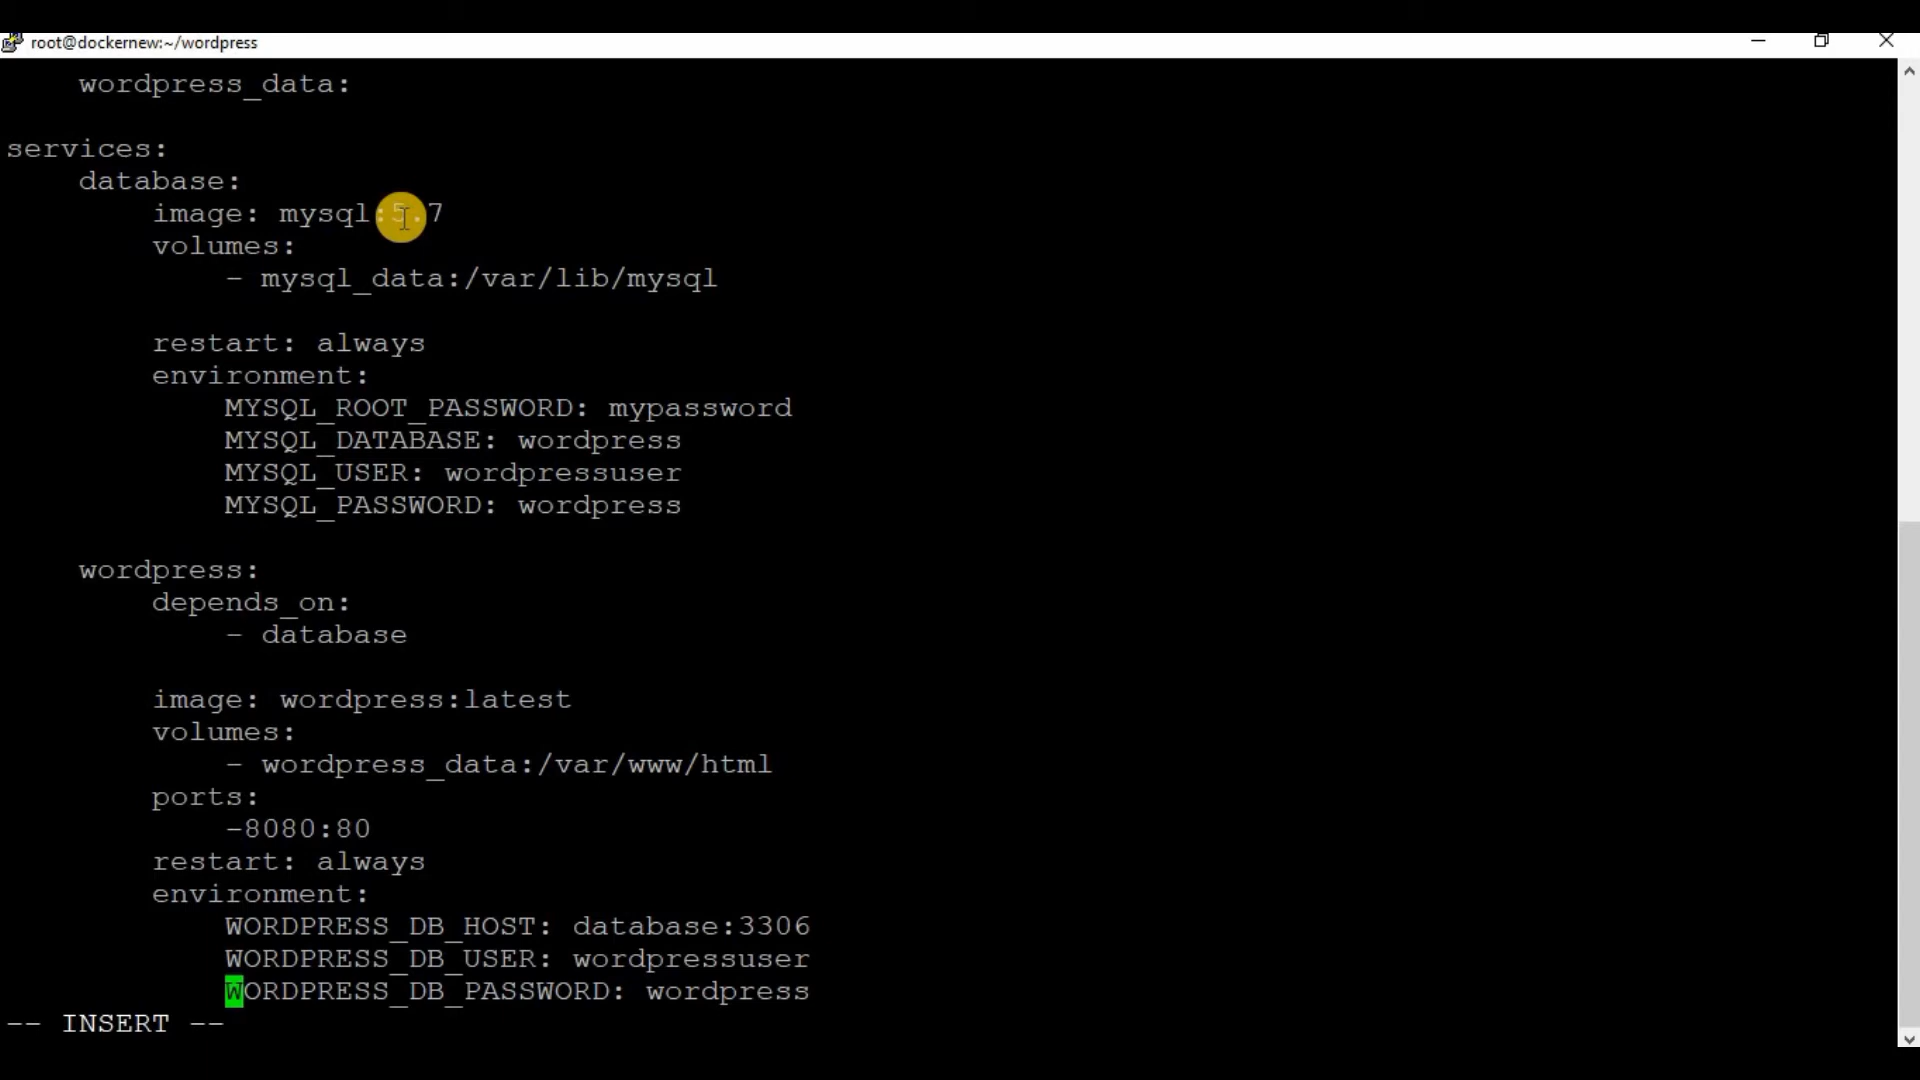 root@dockernew:~/wordpress
wordpress_data:
services:
database:
image: mysql:5.7
volumes:
- mysql_data:/var/lib/mysql
restart: always
environment:
MYSQL_ROOT_PASSWORD: mypassword
MYSQL_DATABASE: wordpress
MYSQL_USER: wordpressuser
MYSQL_PASSWORD: wordpress
wordpress:
depends_on:
- database
image: wordpress:latest
volumes:
- wordpress_data:/var/www/html
ports:
-8080:80
restart: always
environment:
WORDPRESS_DB_HOST: database:3306
WORDPRESS_DB_USER: wordpressuser
WORDPRESS_DB_PASSWORD: wordpress
-- INSERT --